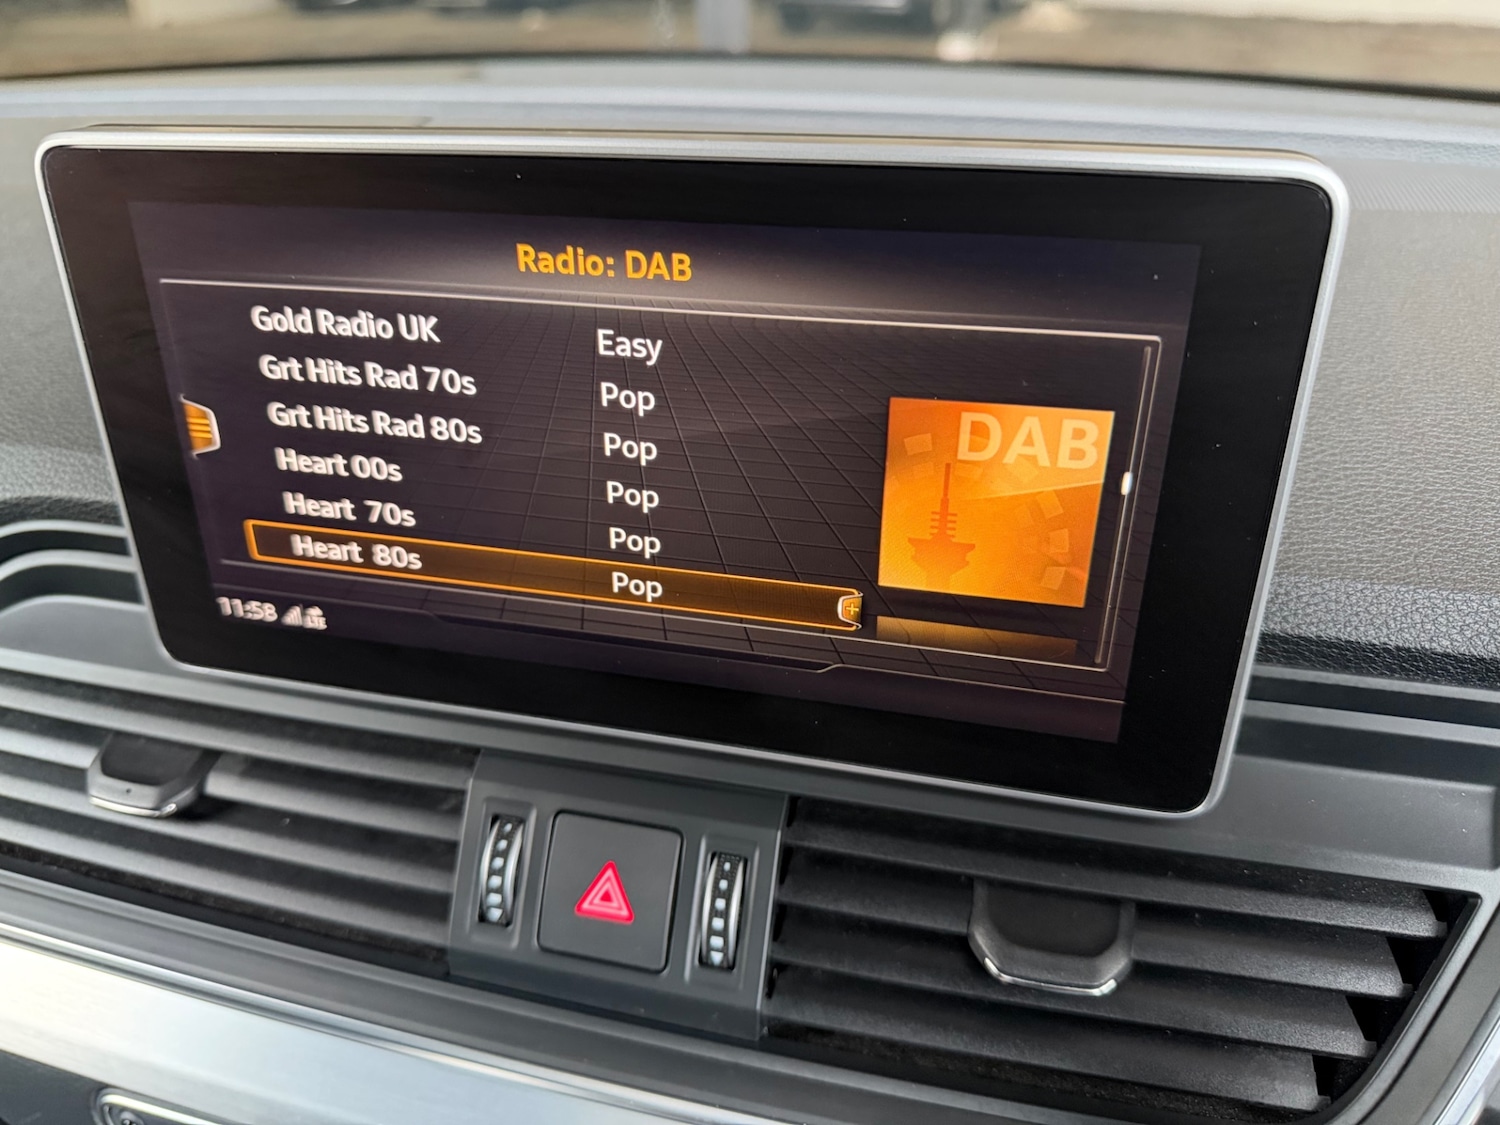 Radio: DAB
Gold Radio UK Easy
Grt Hits Rad 70s Pop
Grt Hits Rad 80s Pop
Heart 00s Pop
Heart 70s Pop
Heart 80s Pop
DAB
11:58 LTE